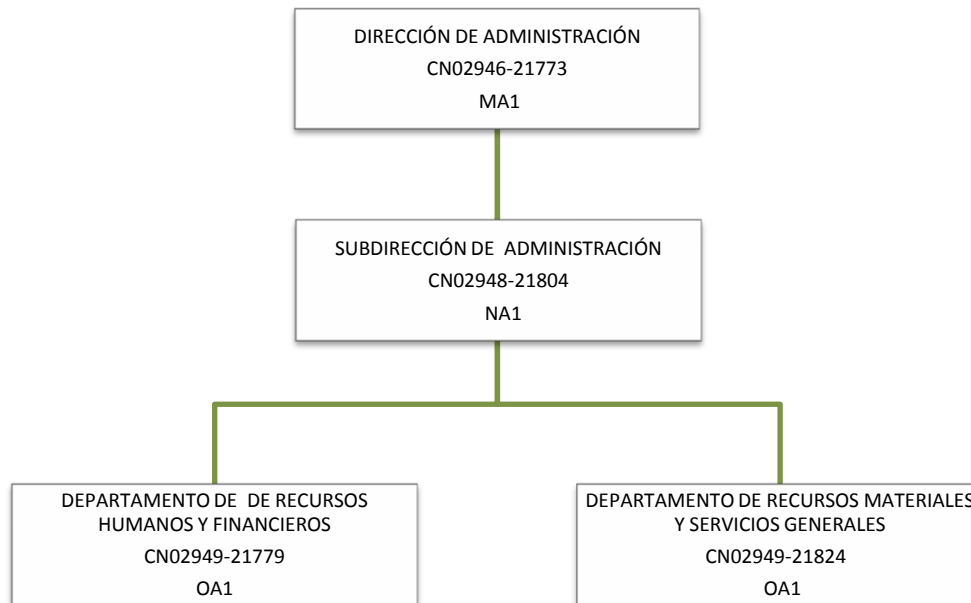 DIRECCIÓN DE ADMINISTRACIÓN
CN02946-21773
MA1
SUBDIRECCIÓN DE  ADMINISTRACIÓN
CN02948-21804
NA1
DEPARTAMENTO DE  DE RECURSOS
HUMANOS Y FINANCIEROS
CN02949-21779
OA1
DEPARTAMENTO DE RECURSOS MATERIALES
Y SERVICIOS GENERALES
CN02949-21824
OA1